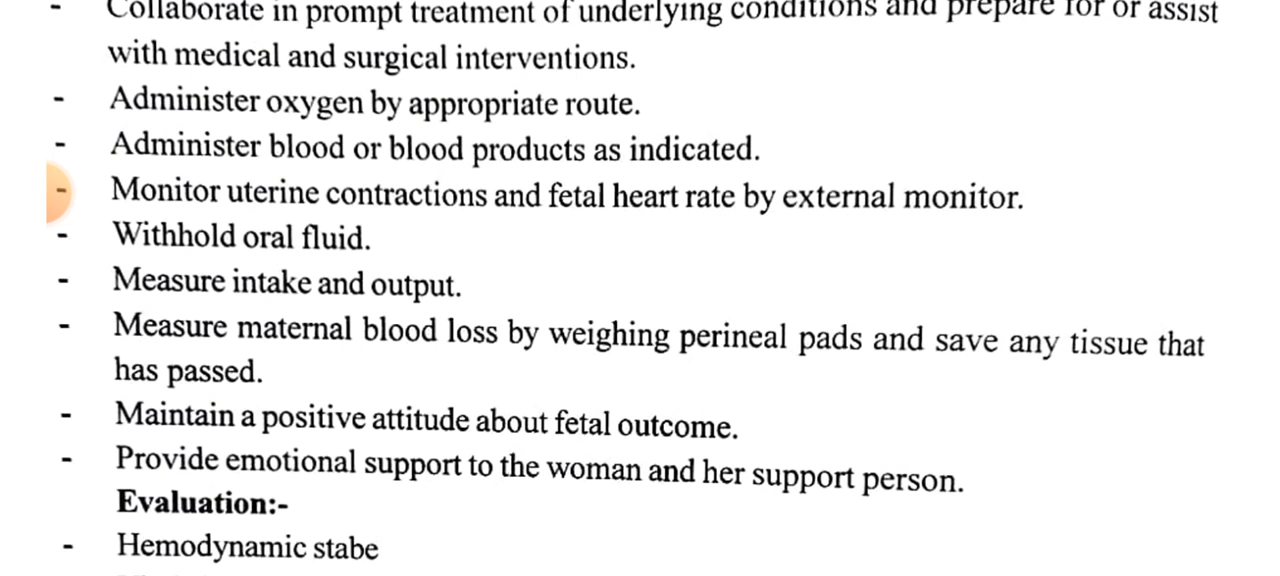 - Collaborate in prompt treatment of underlying conditions and prepare for or assist
with medical and surgical interventions.
- Administer oxygen by appropriate route.
- Administer blood or blood products as indicated.
- Monitor uterine contractions and fetal heart rate by external monitor.
- Withhold oral fluid.
- Measure intake and output.
- Measure maternal blood loss by weighing perineal pads and save any tissue that
has passed.
- Maintain a positive attitude about fetal outcome.
- Provide emotional support to the woman and her support person.
Evaluation:-
- Hemodynamic stabe